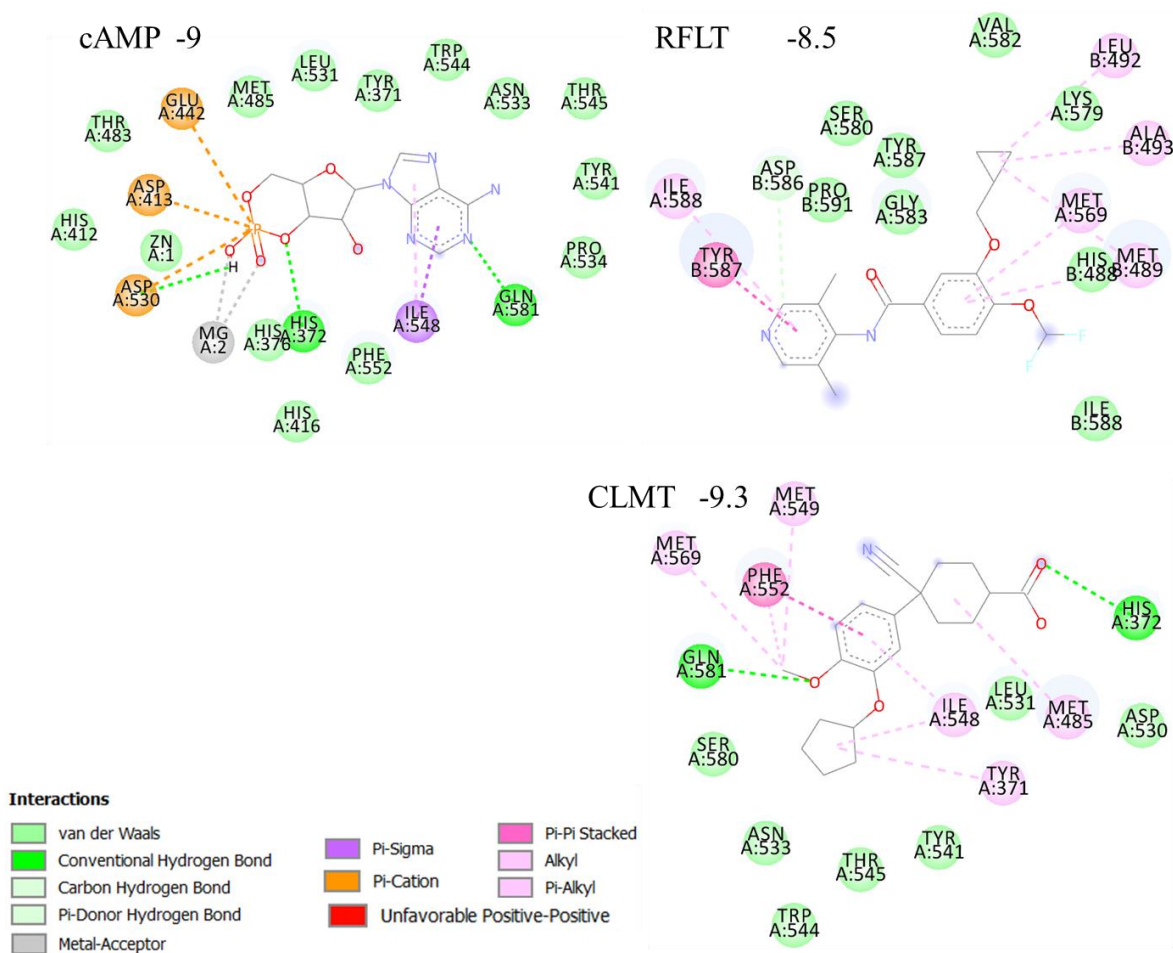 cAMP -9
LEU
A:531
TRP
A:544
MET
A:485
TYR
A:371
ASN
A:533
THR
A:545
GLU
A:442
THR
A:483
ASP
A:413
TYR
A:541
HIS
A:412
ZN
A:1
PRO
A:534
ASP
A:530
GLN
A:581
MG
A:2
HIS
A:376
HIS
A:372
ILE
A:548
PHE
A:552
HIS
A:416
O
O
O
O
O
O
P
H
N
N
N
N
N
RFLT -8.5
VAL
A:582
LEU
B:492
LYS
A:579
SER
A:580
ALA
B:493
TYR
A:587
ASP
B:586
ILE
A:588
PRO
B:591
GLY
A:583
MET
A:569
TYR
B:587
HIS
B:488
MET
B:489
ILE
B:588
O
O
O
N
N
F
F
CLMT -9.3
MET
A:549
MET
A:569
PHE
A:552
HIS
A:372
GLN
A:581
LEU
A:531
ILE
A:548
MET
A:485
ASP
A:530
SER
A:580
TYR
A:371
ASN
A:533
THR
A:545
TYR
A:541
TRP
A:544
N
O
O
O
O
Interactions
van der Waals
Conventional Hydrogen Bond
Carbon Hydrogen Bond
Pi-Donor Hydrogen Bond
Metal-Acceptor
Pi-Sigma
Pi-Cation
Unfavorable Positive-Positive
Pi-Pi Stacked
Alkyl
Pi-Alkyl